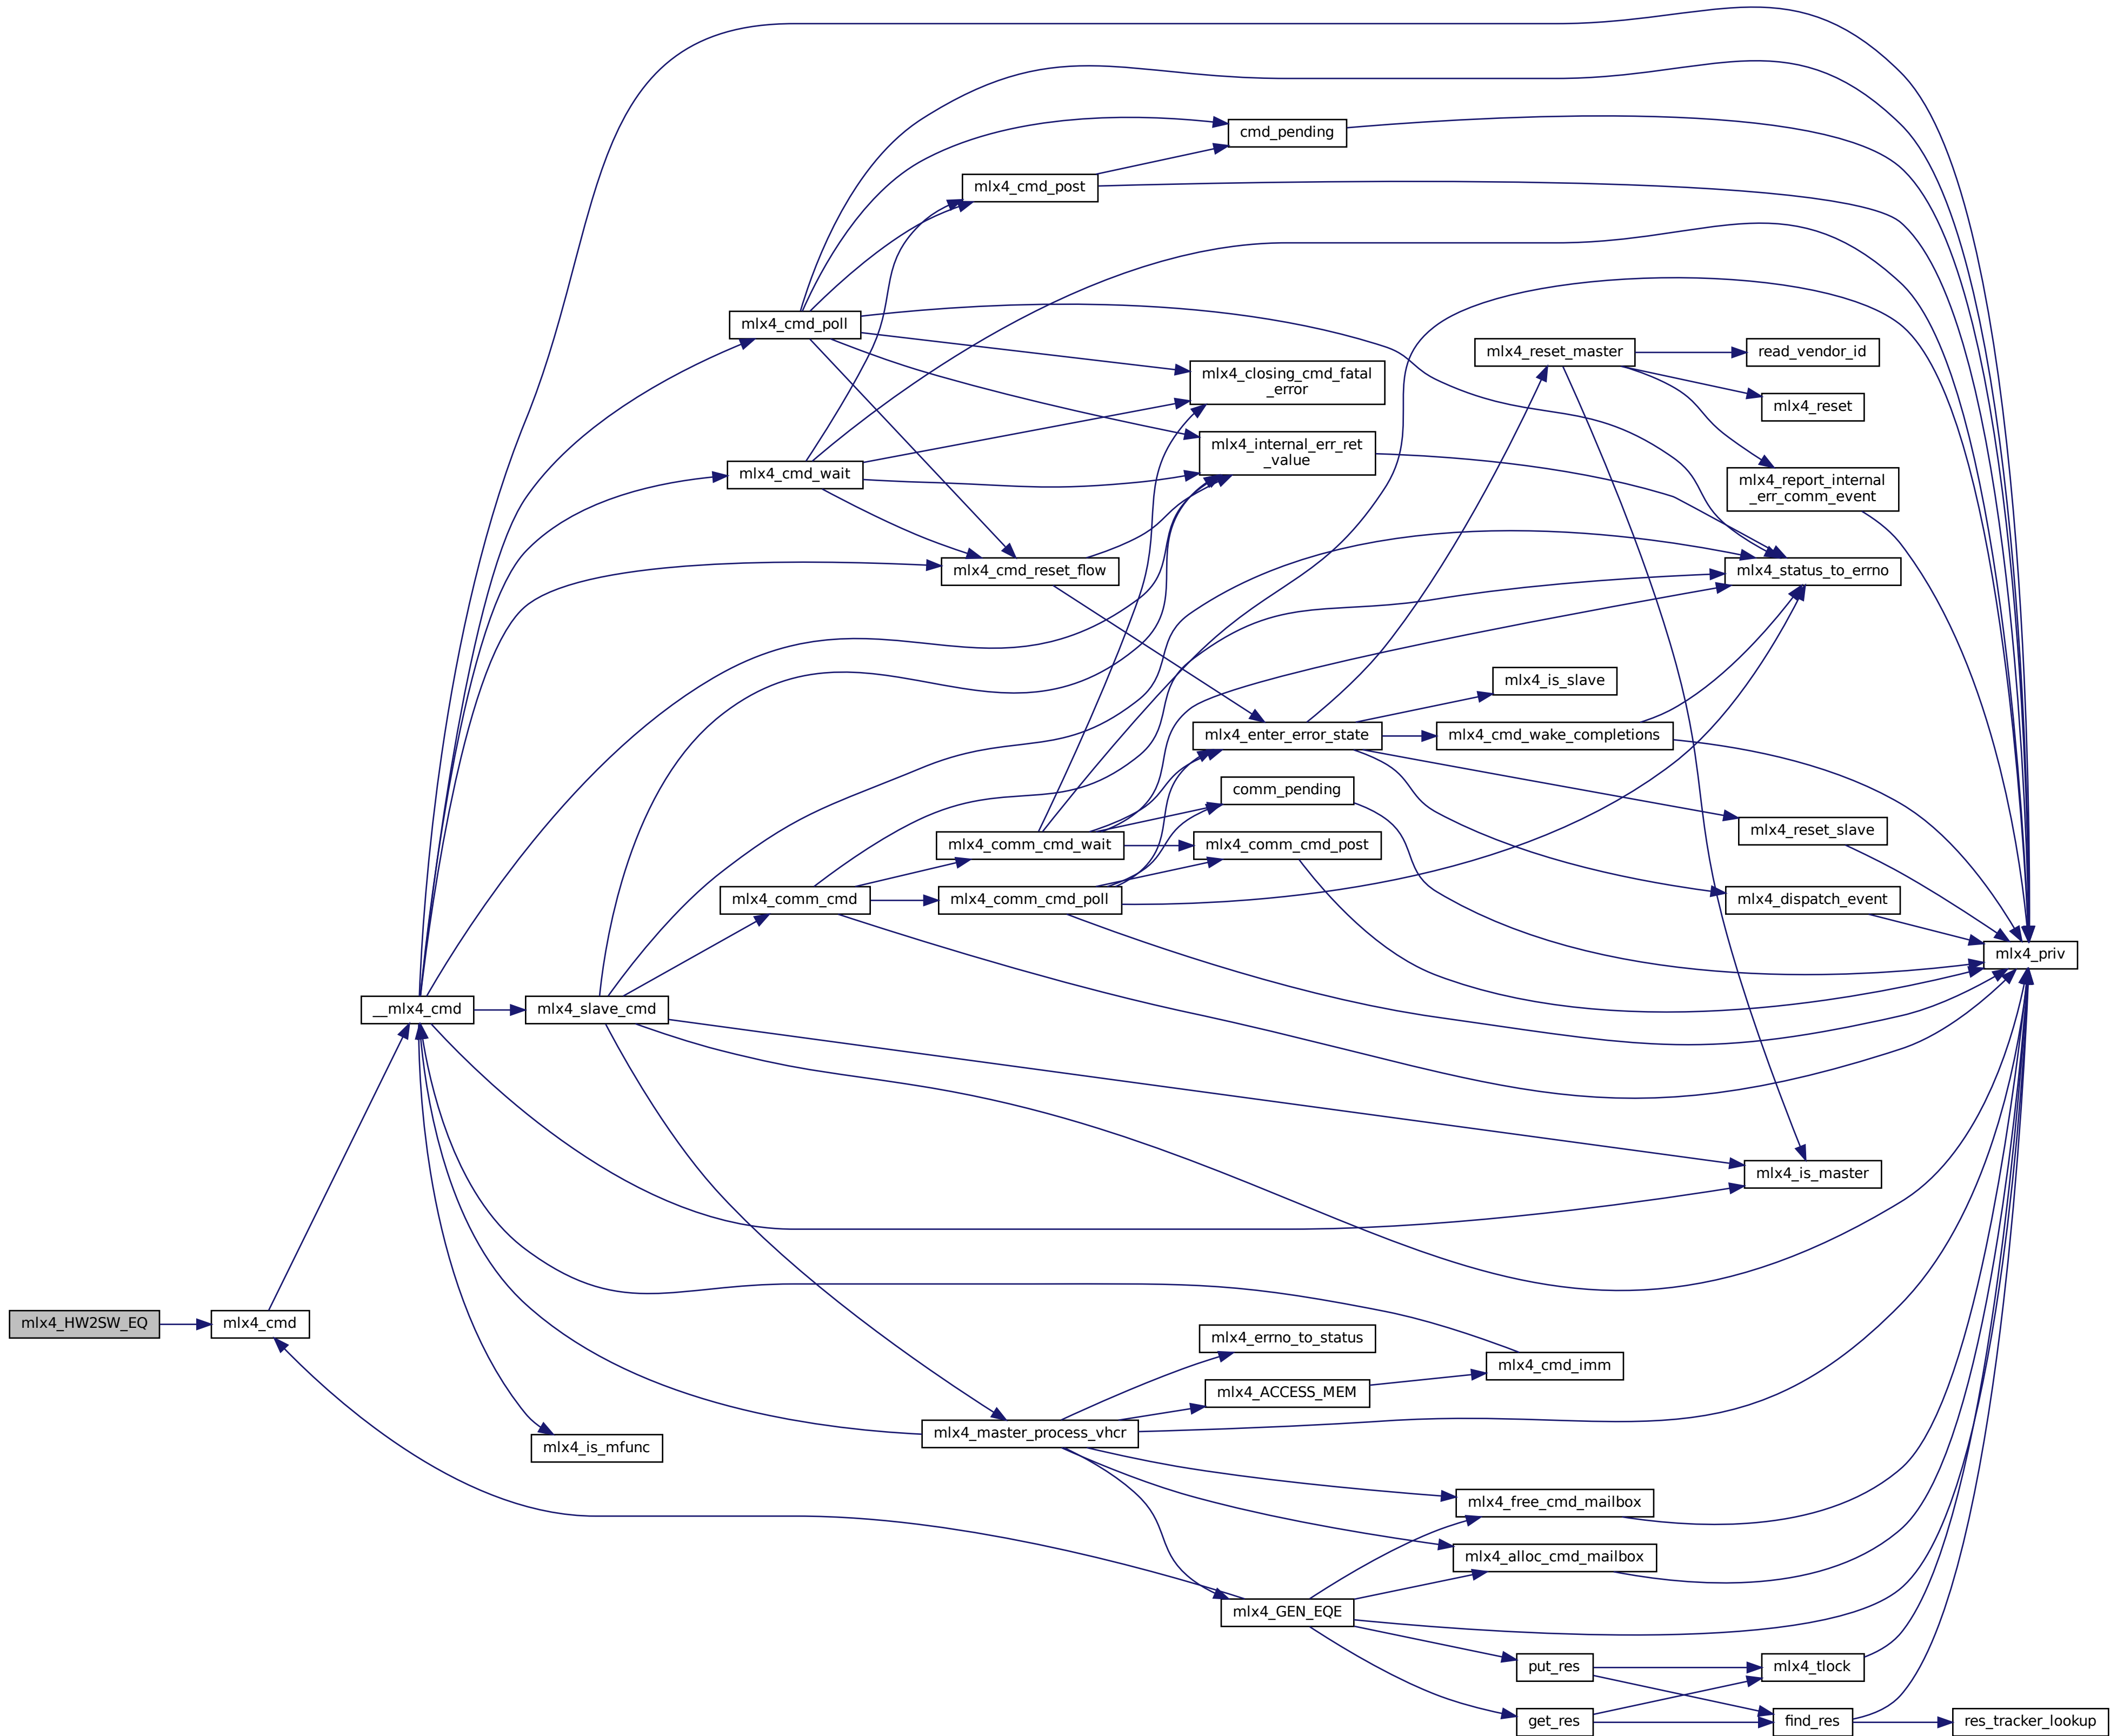 cmd_pending
mlx4_cmd_post
mlx4_cmd_poll
mlx4_reset_master
read_vendor_id
mlx4_closing_cmd_fatal
_error
mlx4_reset
mlx4_internal_err_ret
_value
mlx4_cmd_wait
mlx4_report_internal
_err_comm_event
mlx4_cmd_reset_flow
mlx4_status_to_errno
mlx4_is_slave
mlx4_enter_error_state
mlx4_cmd_wake_completions
comm_pending
mlx4_comm_cmd_wait
mlx4_comm_cmd_post
mlx4_reset_slave
mlx4_comm_cmd
mlx4_comm_cmd_poll
mlx4_dispatch_event
mlx4_priv
__mlx4_cmd
mlx4_slave_cmd
mlx4_is_master
mlx4_HW2SW_EQ
mlx4_cmd
mlx4_errno_to_status
mlx4_cmd_imm
mlx4_ACCESS_MEM
mlx4_master_process_vhcr
mlx4_is_mfunc
mlx4_free_cmd_mailbox
mlx4_alloc_cmd_mailbox
mlx4_GEN_EQE
put_res
mlx4_tlock
get_res
find_res
res_tracker_lookup